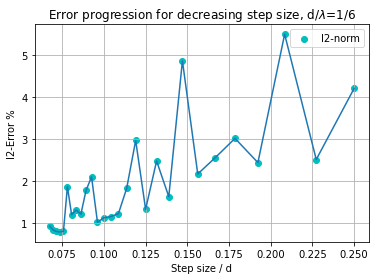 Error progression for decreasing step size, d/λ=1/6
l2-norm
l2-Error %
5
4
3
2
1
0.075 0.100 0.125 0.150 0.175 0.200 0.225 0.250
Step size / d